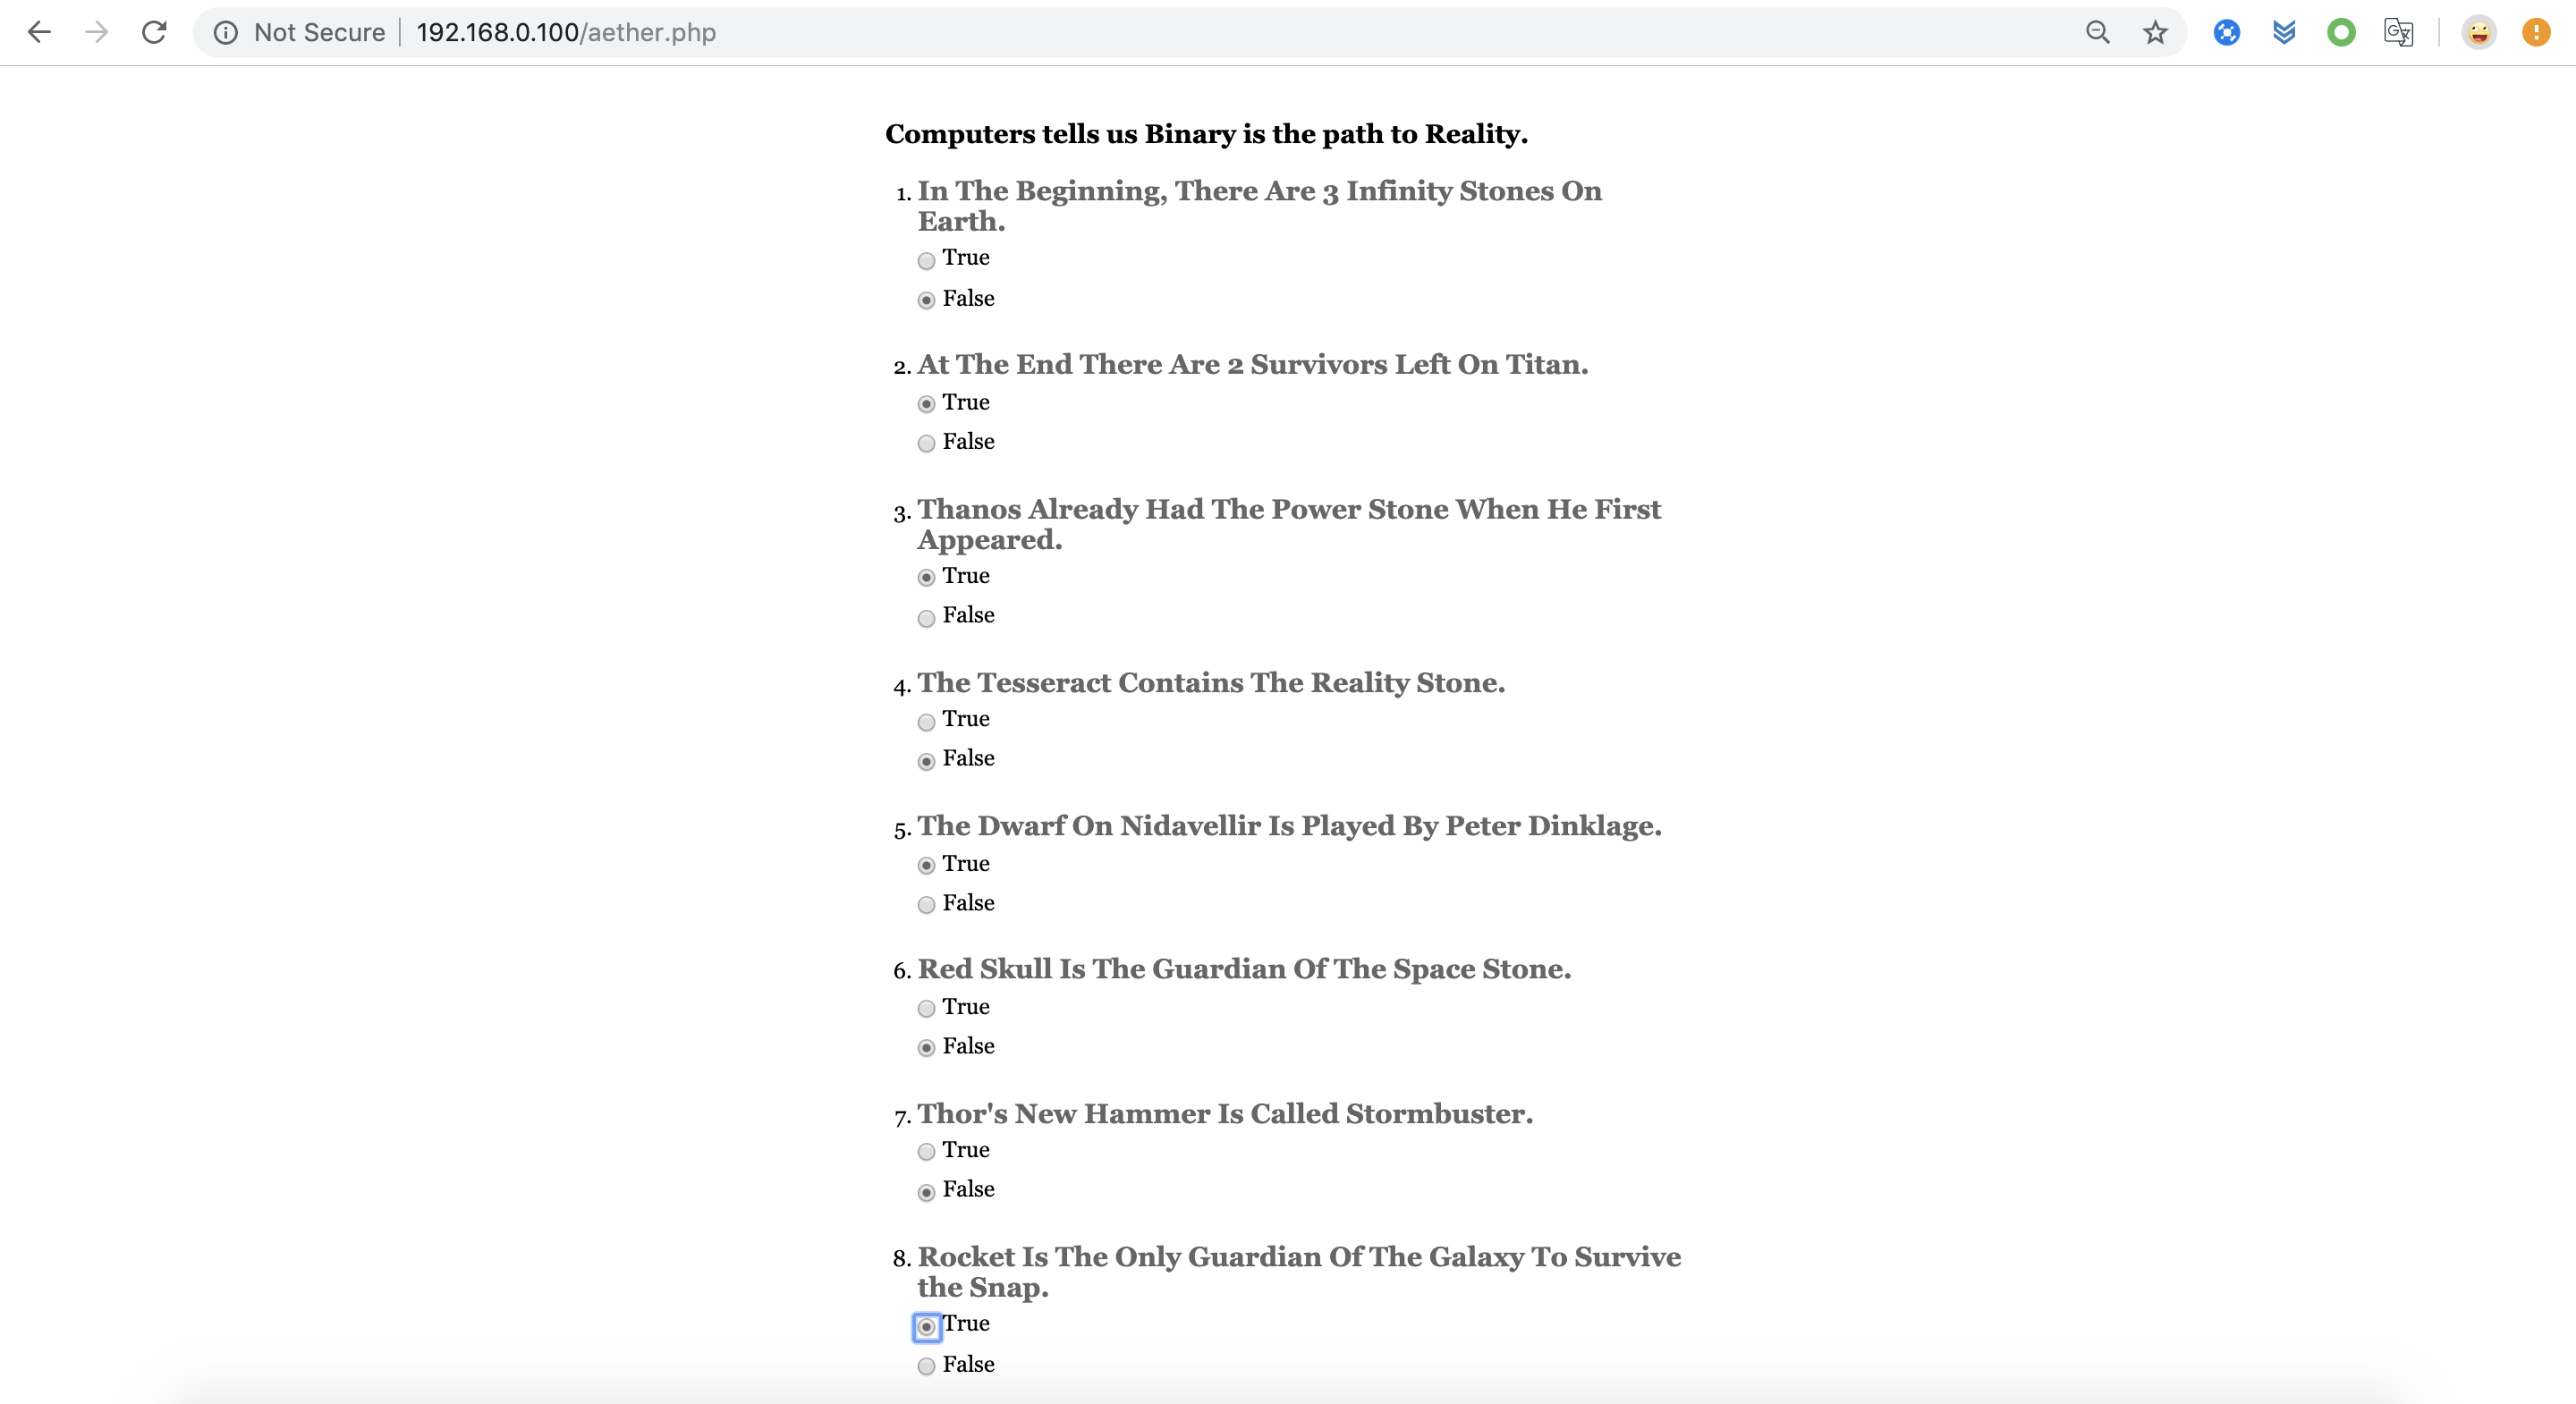 Not Secure 192.168.0.100/aether.php
Computers tells us Binary is the path to Reality.
1. In The Beginning, There Are 3 Infinity Stones On
Earth.
True
False
2. At The End There Are 2 Survivors Left On Titan.
True
False
3. Thanos Already Had The Power Stone When He First
Appeared.
True
False
4. The Tesseract Contains The Reality Stone.
True
False
5. The Dwarf On Nidavellir Is Played By Peter Dinklage.
True
False
6. Red Skull Is The Guardian Of The Space Stone.
True
False
7. Thor's New Hammer Is Called Stormbuster.
True
False
8. Rocket Is The Only Guardian Of The Galaxy To Survive
the Snap.
True
False